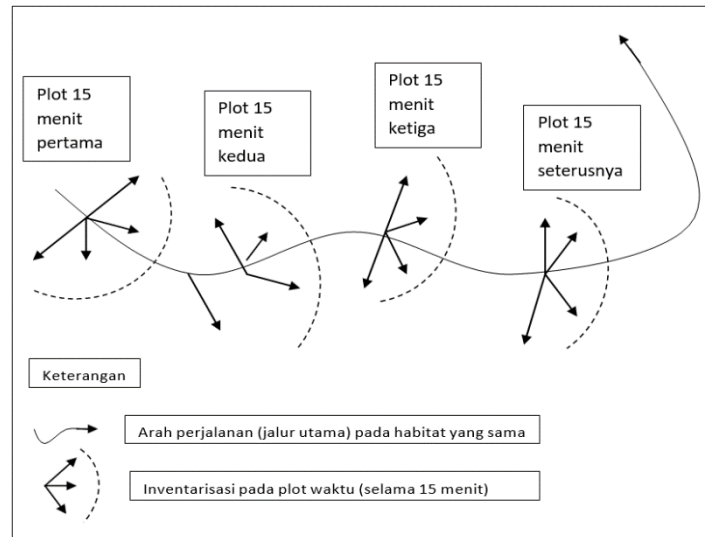 Plot 15
menit
pertama
Plot 15
menit
kedua
Plot 15
menit
ketiga
Plot 15
menit
seterusnya
Keterangan
Arah perjalanan (jalur utama) pada habitat yang sama
Inventarisasi pada plot waktu (selama 15 menit)